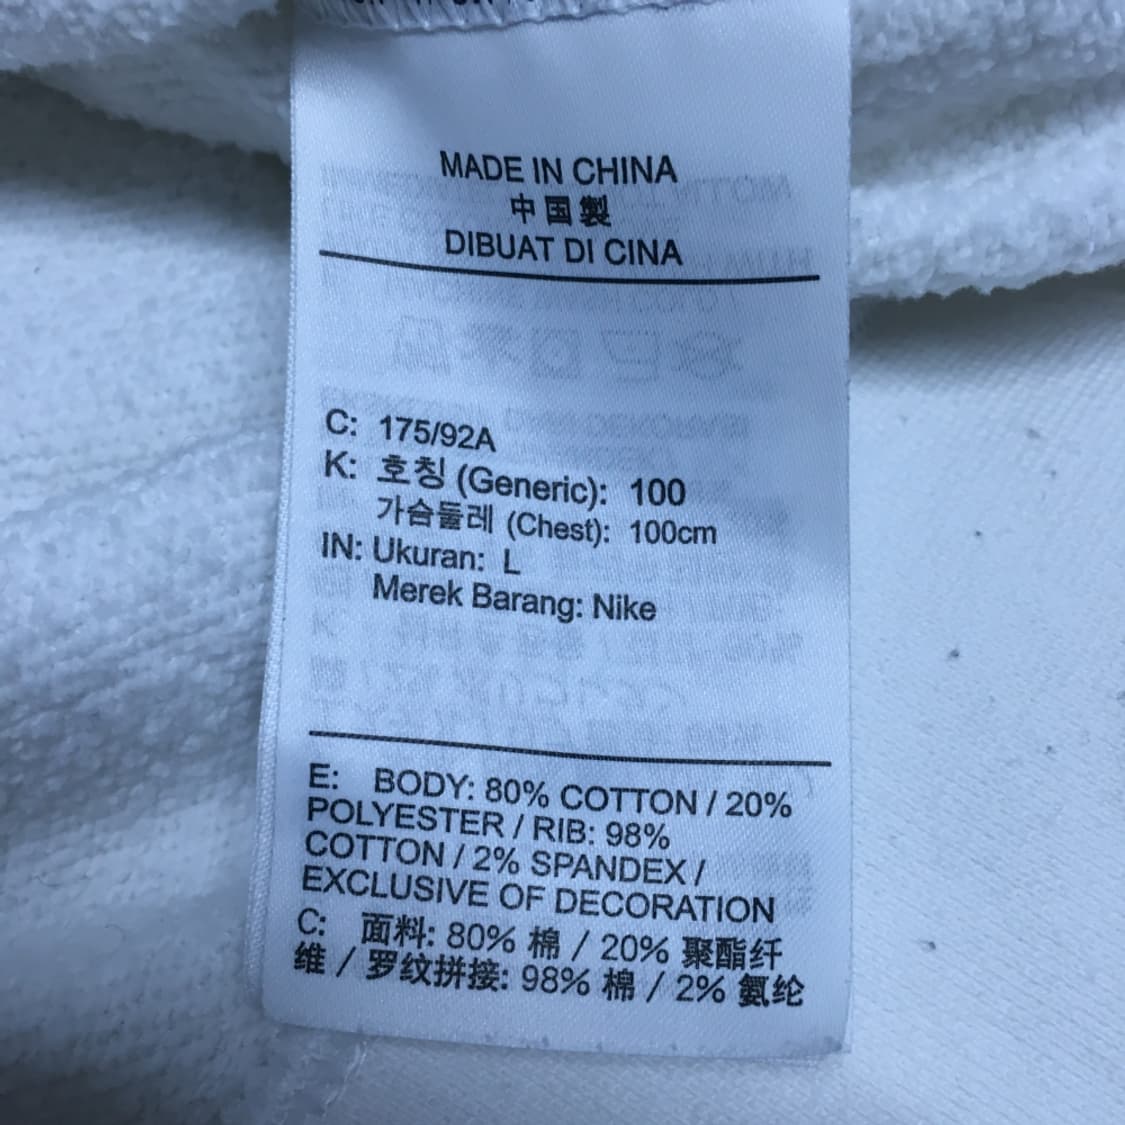 MADE IN CHINA
中国製
DIBUAT DI CINA
C: 175/92A
K: 호칭 (Generic): 100
가슴둘레 (Chest): 100cm
IN: Ukuran: L
Merek Barang: Nike
E: BODY: 80% COTTON / 20%
POLYESTER / RIB: 98%
COTTON / 2% SPANDEX /
EXCLUSIVE OF DECORATION
C: 面料: 80% 棉 / 20% 聚酯纤
维 / 罗纹拼接: 98% 棉 / 2% 氨纶